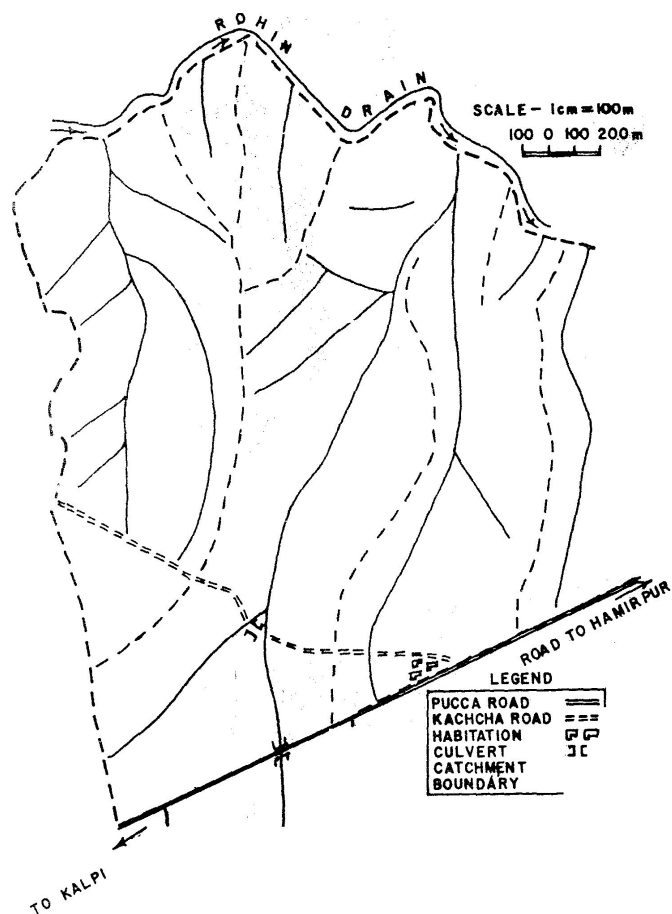 ROHIN
DRAIN
SCALE - 1cm = 100m
100 0 100 200m
ROAD TO HAMIRPUR
LEGEND
PUCCA ROAD
KACHCHA ROAD
HABITATION
CULVERT
CATCHMENT
BOUNDARY
TO KALPI